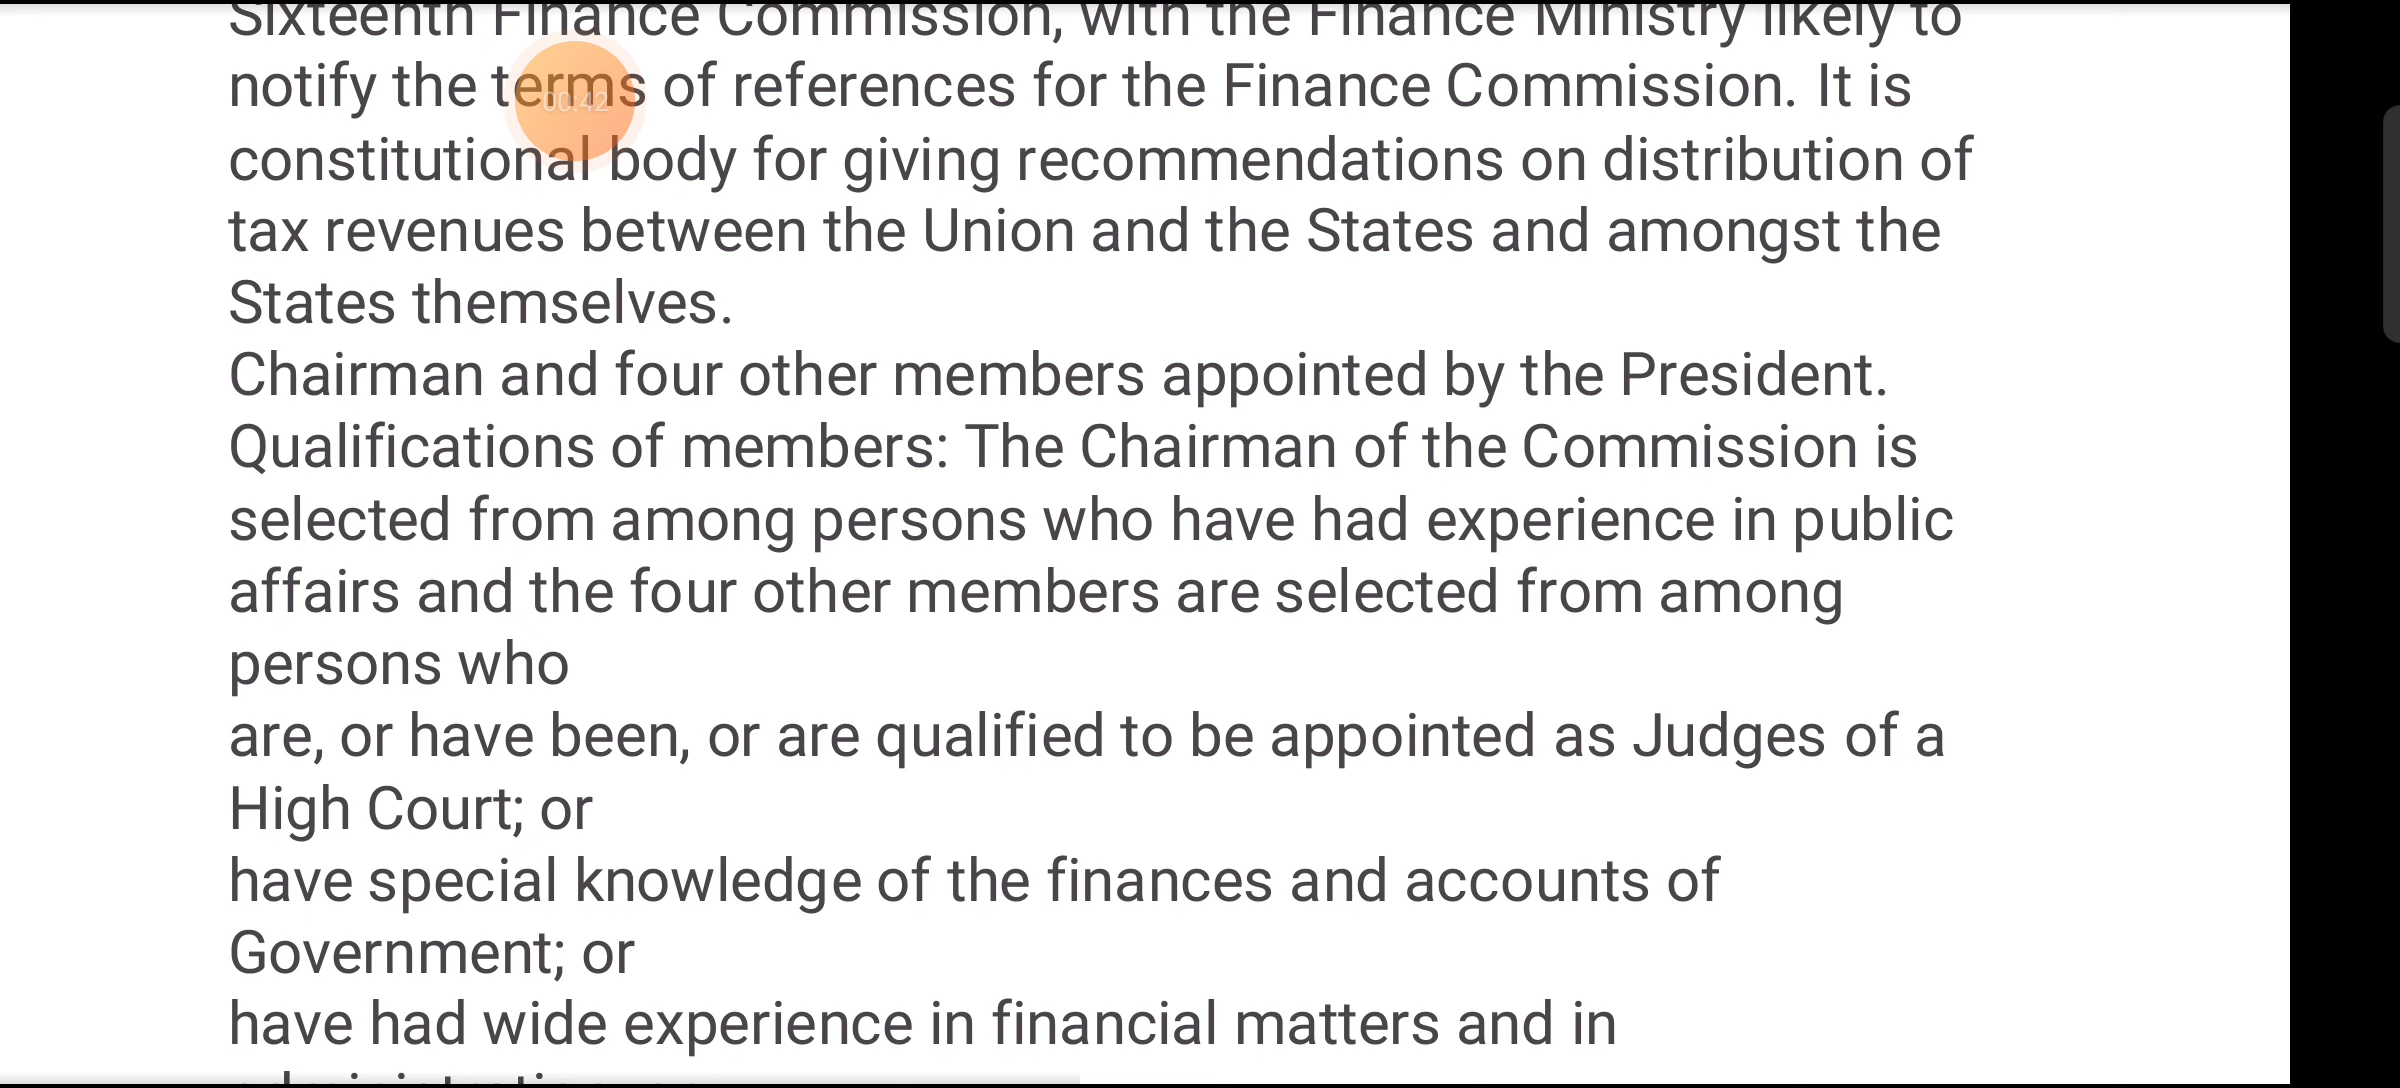 Sixteenth Finance Commission, with the Finance Ministry likely to
notify the terms of references for the Finance Commission. It is
00:42
constitutional body for giving recommendations on distribution of
tax revenues between the Union and the States and amongst the
States themselves.
Chairman and four other members appointed by the President.
Qualifications of members: The Chairman of the Commission is
selected from among persons who have had experience in public
affairs and the four other members are selected from among
persons who
are, or have been, or are qualified to be appointed as Judges of a
High Court; or
have special knowledge of the finances and accounts of
Government; or
have had wide experience in financial matters and in